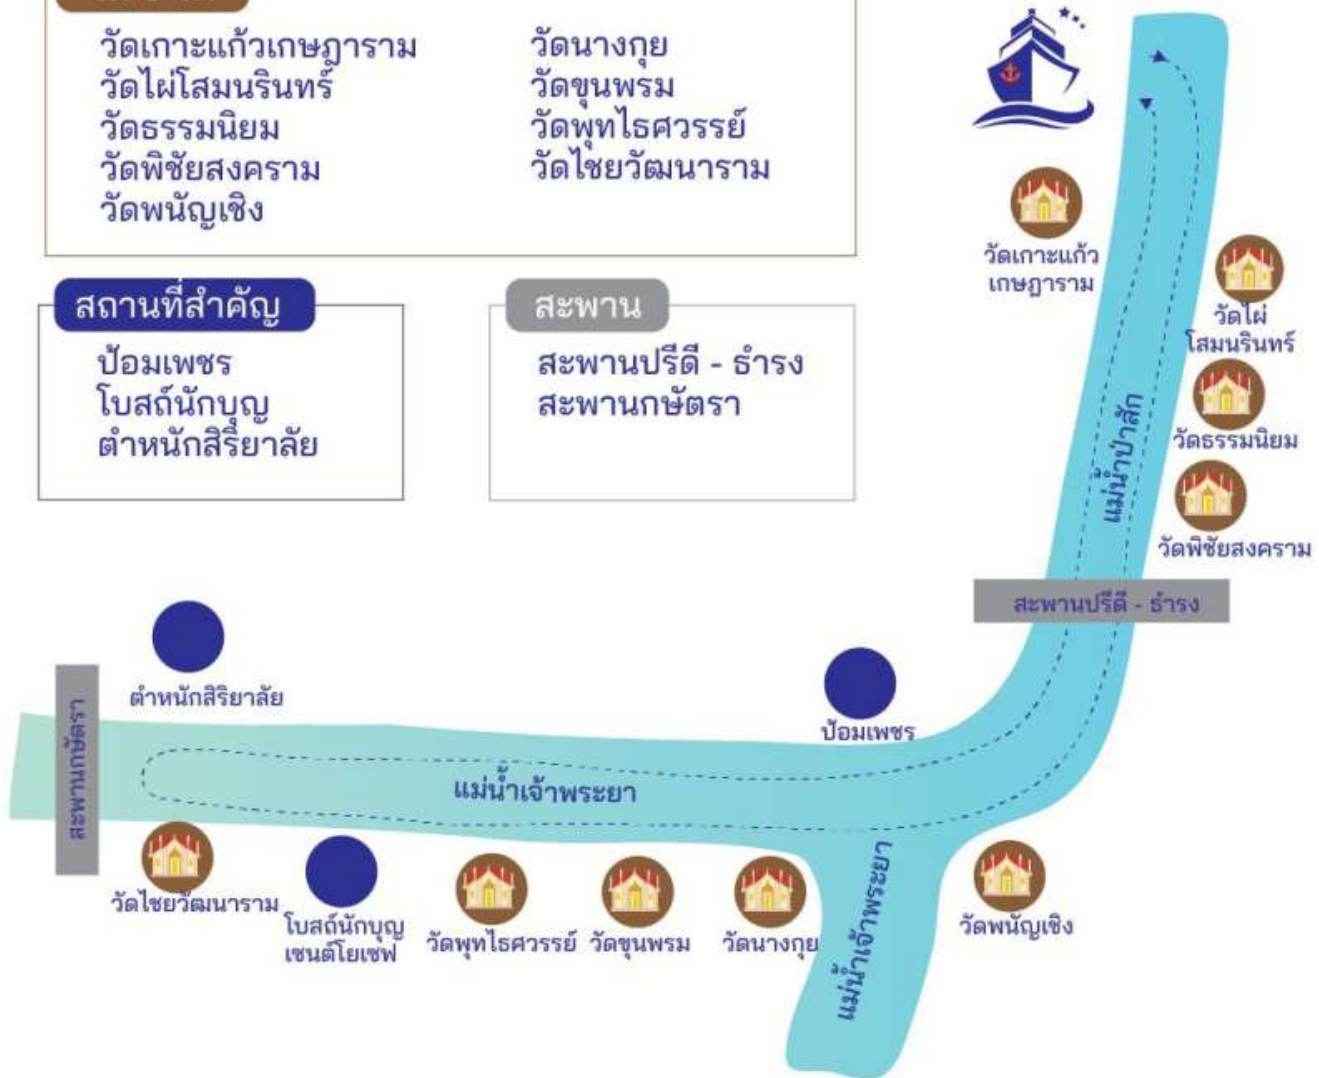 วัดเกาะแก้วเกษฎาราม
วัดไผ่โสมนรินทร์
วัดธรรมนิยม
วัดพิชัยสงคราม
วัดพนัญเชิง
วัดนางกุย
วัดขุนพรม
วัดพุทไธศวรรย์
วัดไชยวัฒนาราม
สถานที่สำคัญ
ป้อมเพชร
โบสถ์นักบุญ
ตำหนักสิริยาลัย
สะพาน
สะพานปรีดี - ธำรง
สะพานกษัตรา
วัดเกาะแก้ว
เกษฎาราม
วัดไผ่
โสมนรินทร์
วัดธรรมนิยม
วัดพิชัยสงคราม
แม่น้ำป่าสัก
สะพานปรีดี - ธำรง
ตำหนักสิริยาลัย
ป้อมเพชร
สะพานกษัตรา
แม่น้ำเจ้าพระยา
วัดไชยวัฒนาราม
โบสถ์นักบุญ
เซนต์โยเซฟ
วัดพุทไธศวรรย์
วัดขุนพรม
วัดนางกุย
แม่น้ำเจ้าพระยา
วัดพนัญเชิง